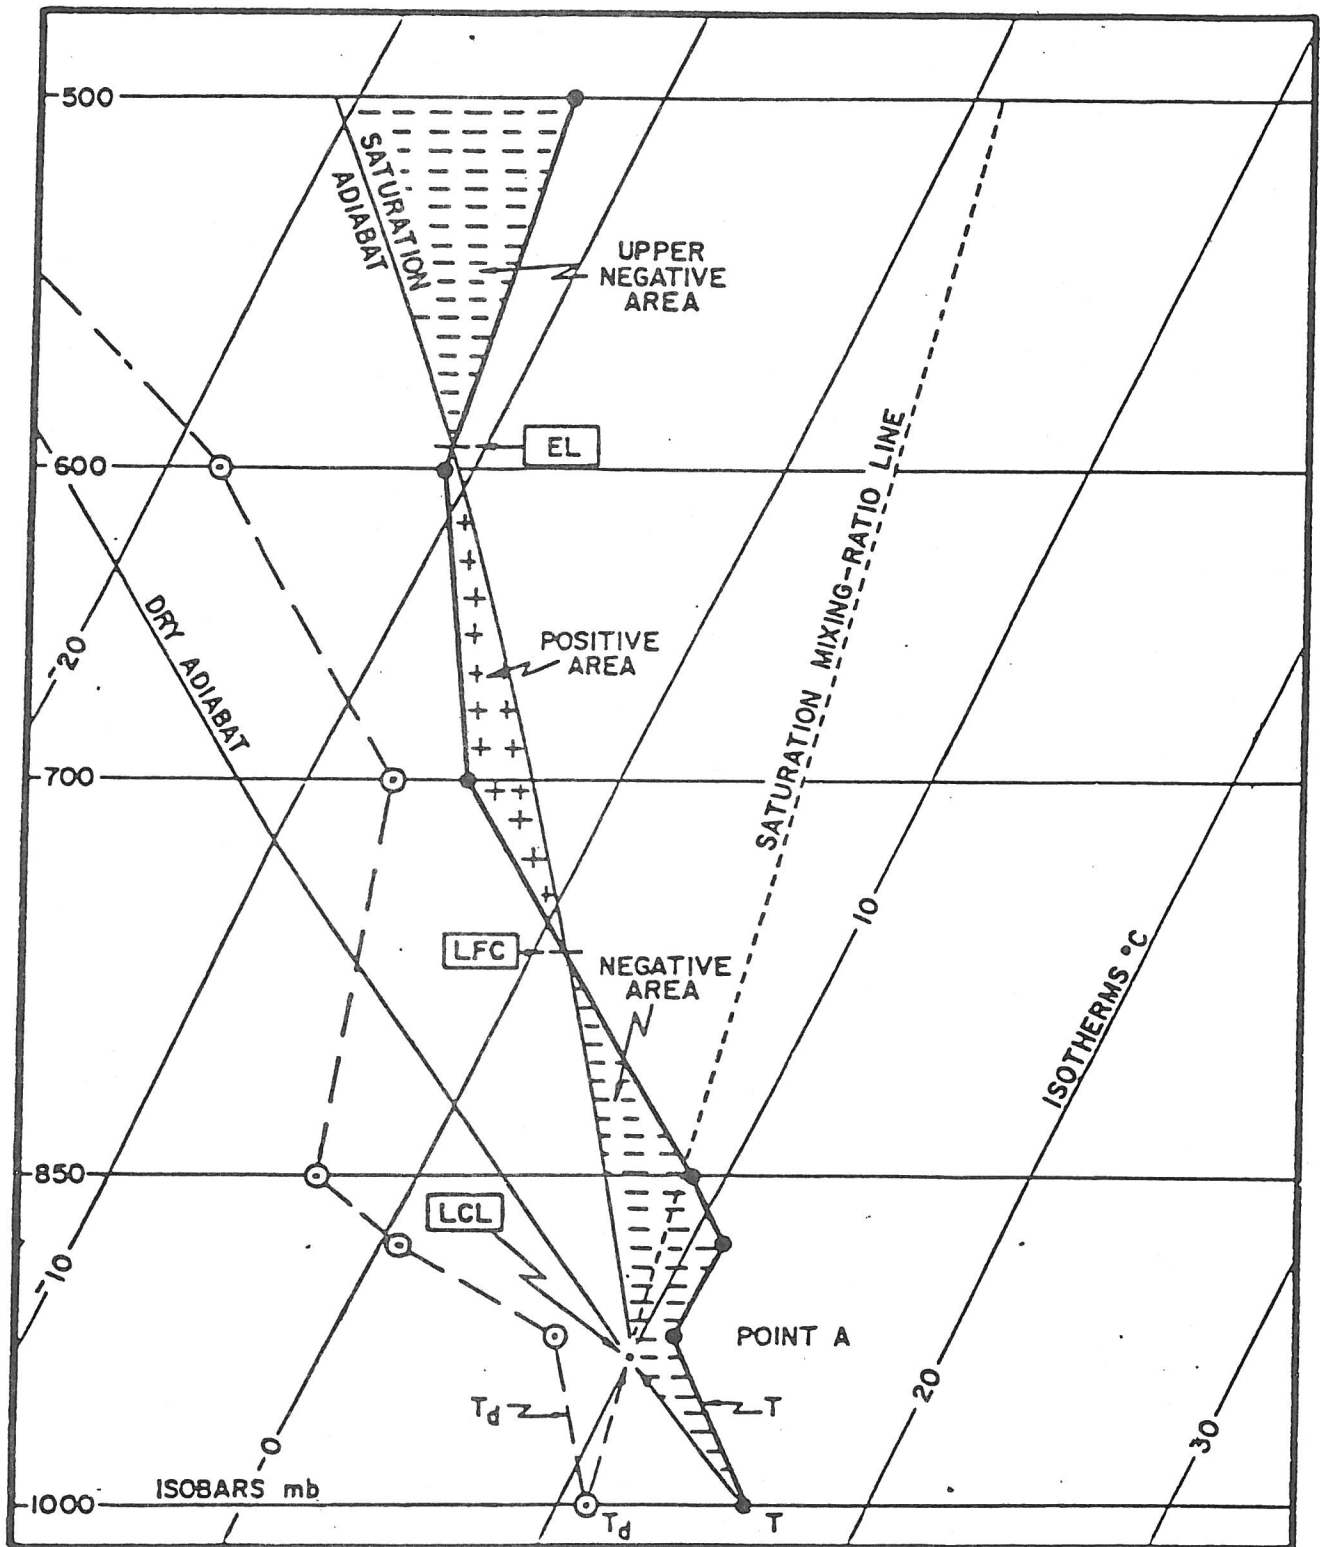 500
SATURATION
ADIABAT
UPPER
NEGATIVE
AREA
EL
600
SATURATION MIXING-RATIO LINE
DRY ADIABAT
-20
POSITIVE
AREA
700
10
LFC
NEGATIVE
AREA
ISOTHERMS °C
850
LCL
-10
POINT A
Td
T
20
30
0
ISOBARS mb
1000
Td
T